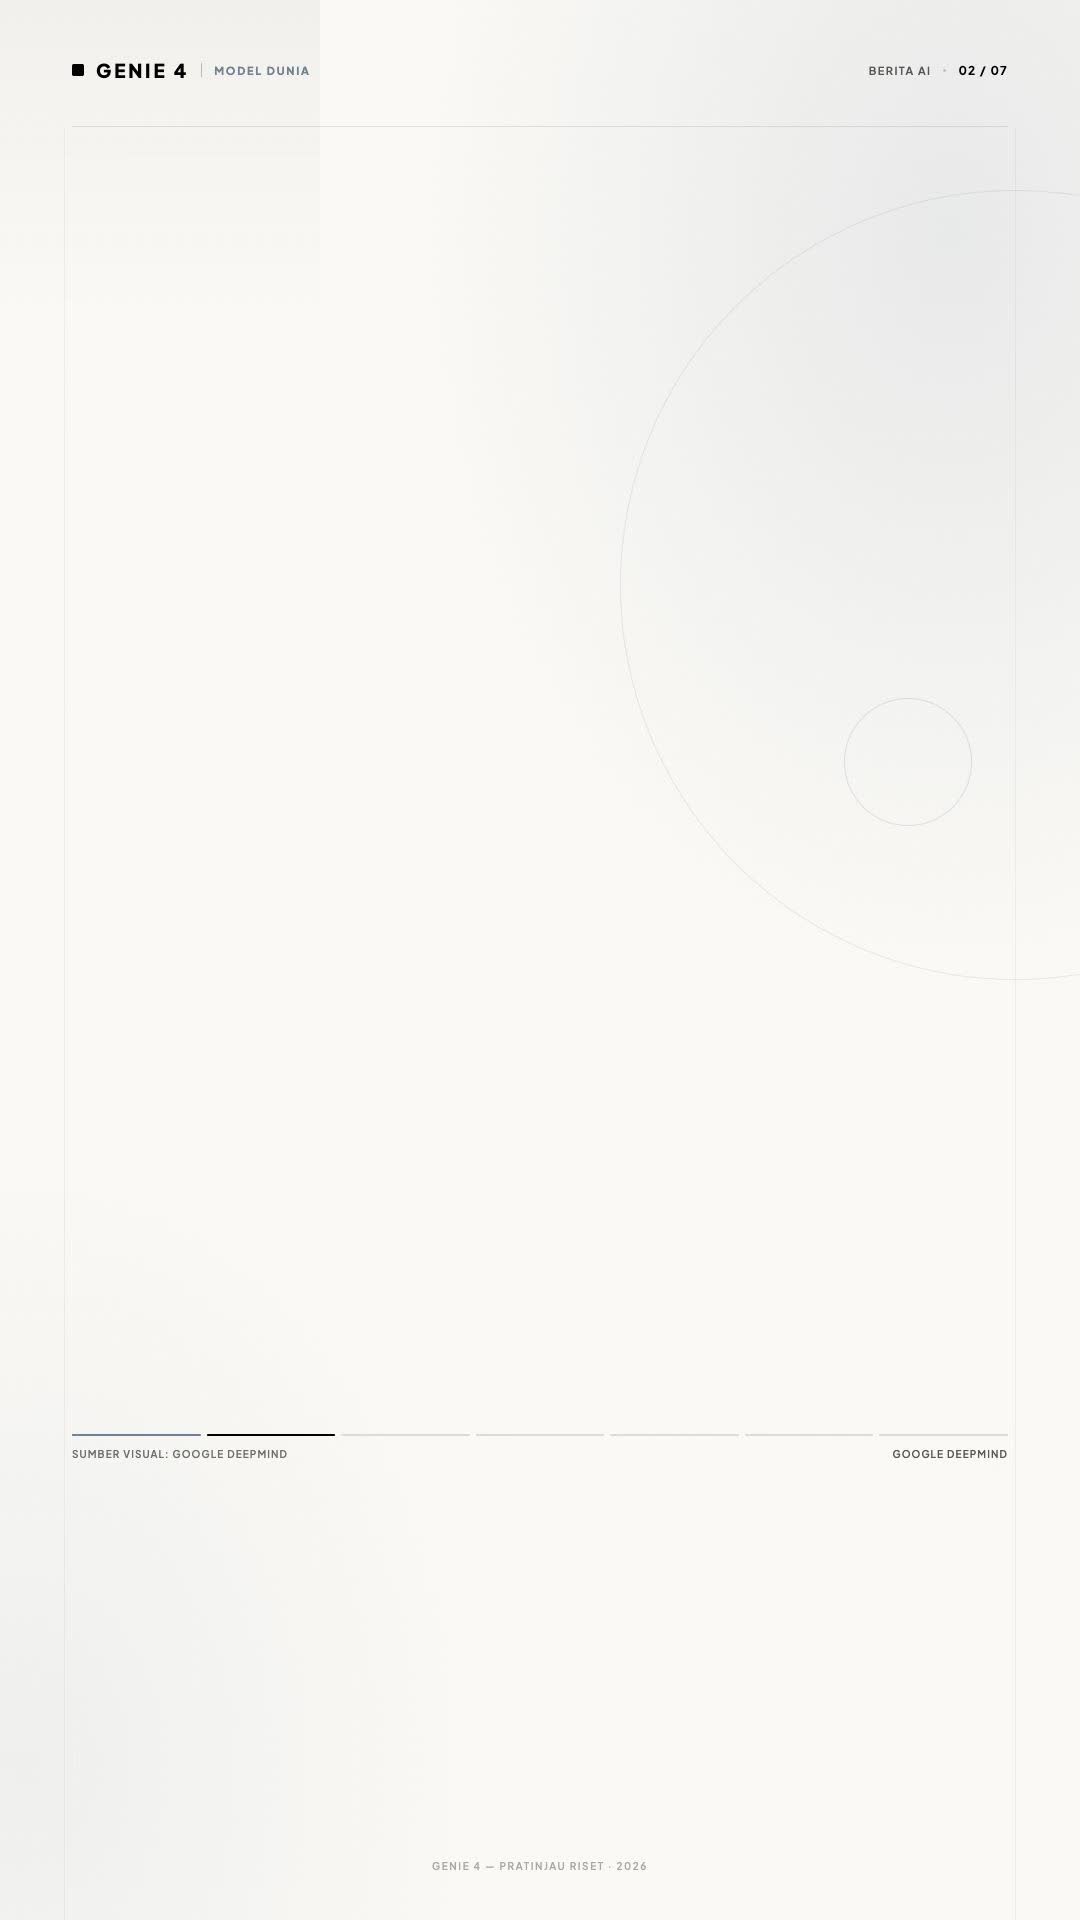 GENIE 4 MODEL DUNIA
BERITA AI • 02 / 07
SUMBER VISUAL: GOOGLE DEEPMIND
GOOGLE DEEPMIND
GENIE 4 — PRATINJAU RISET · 2026